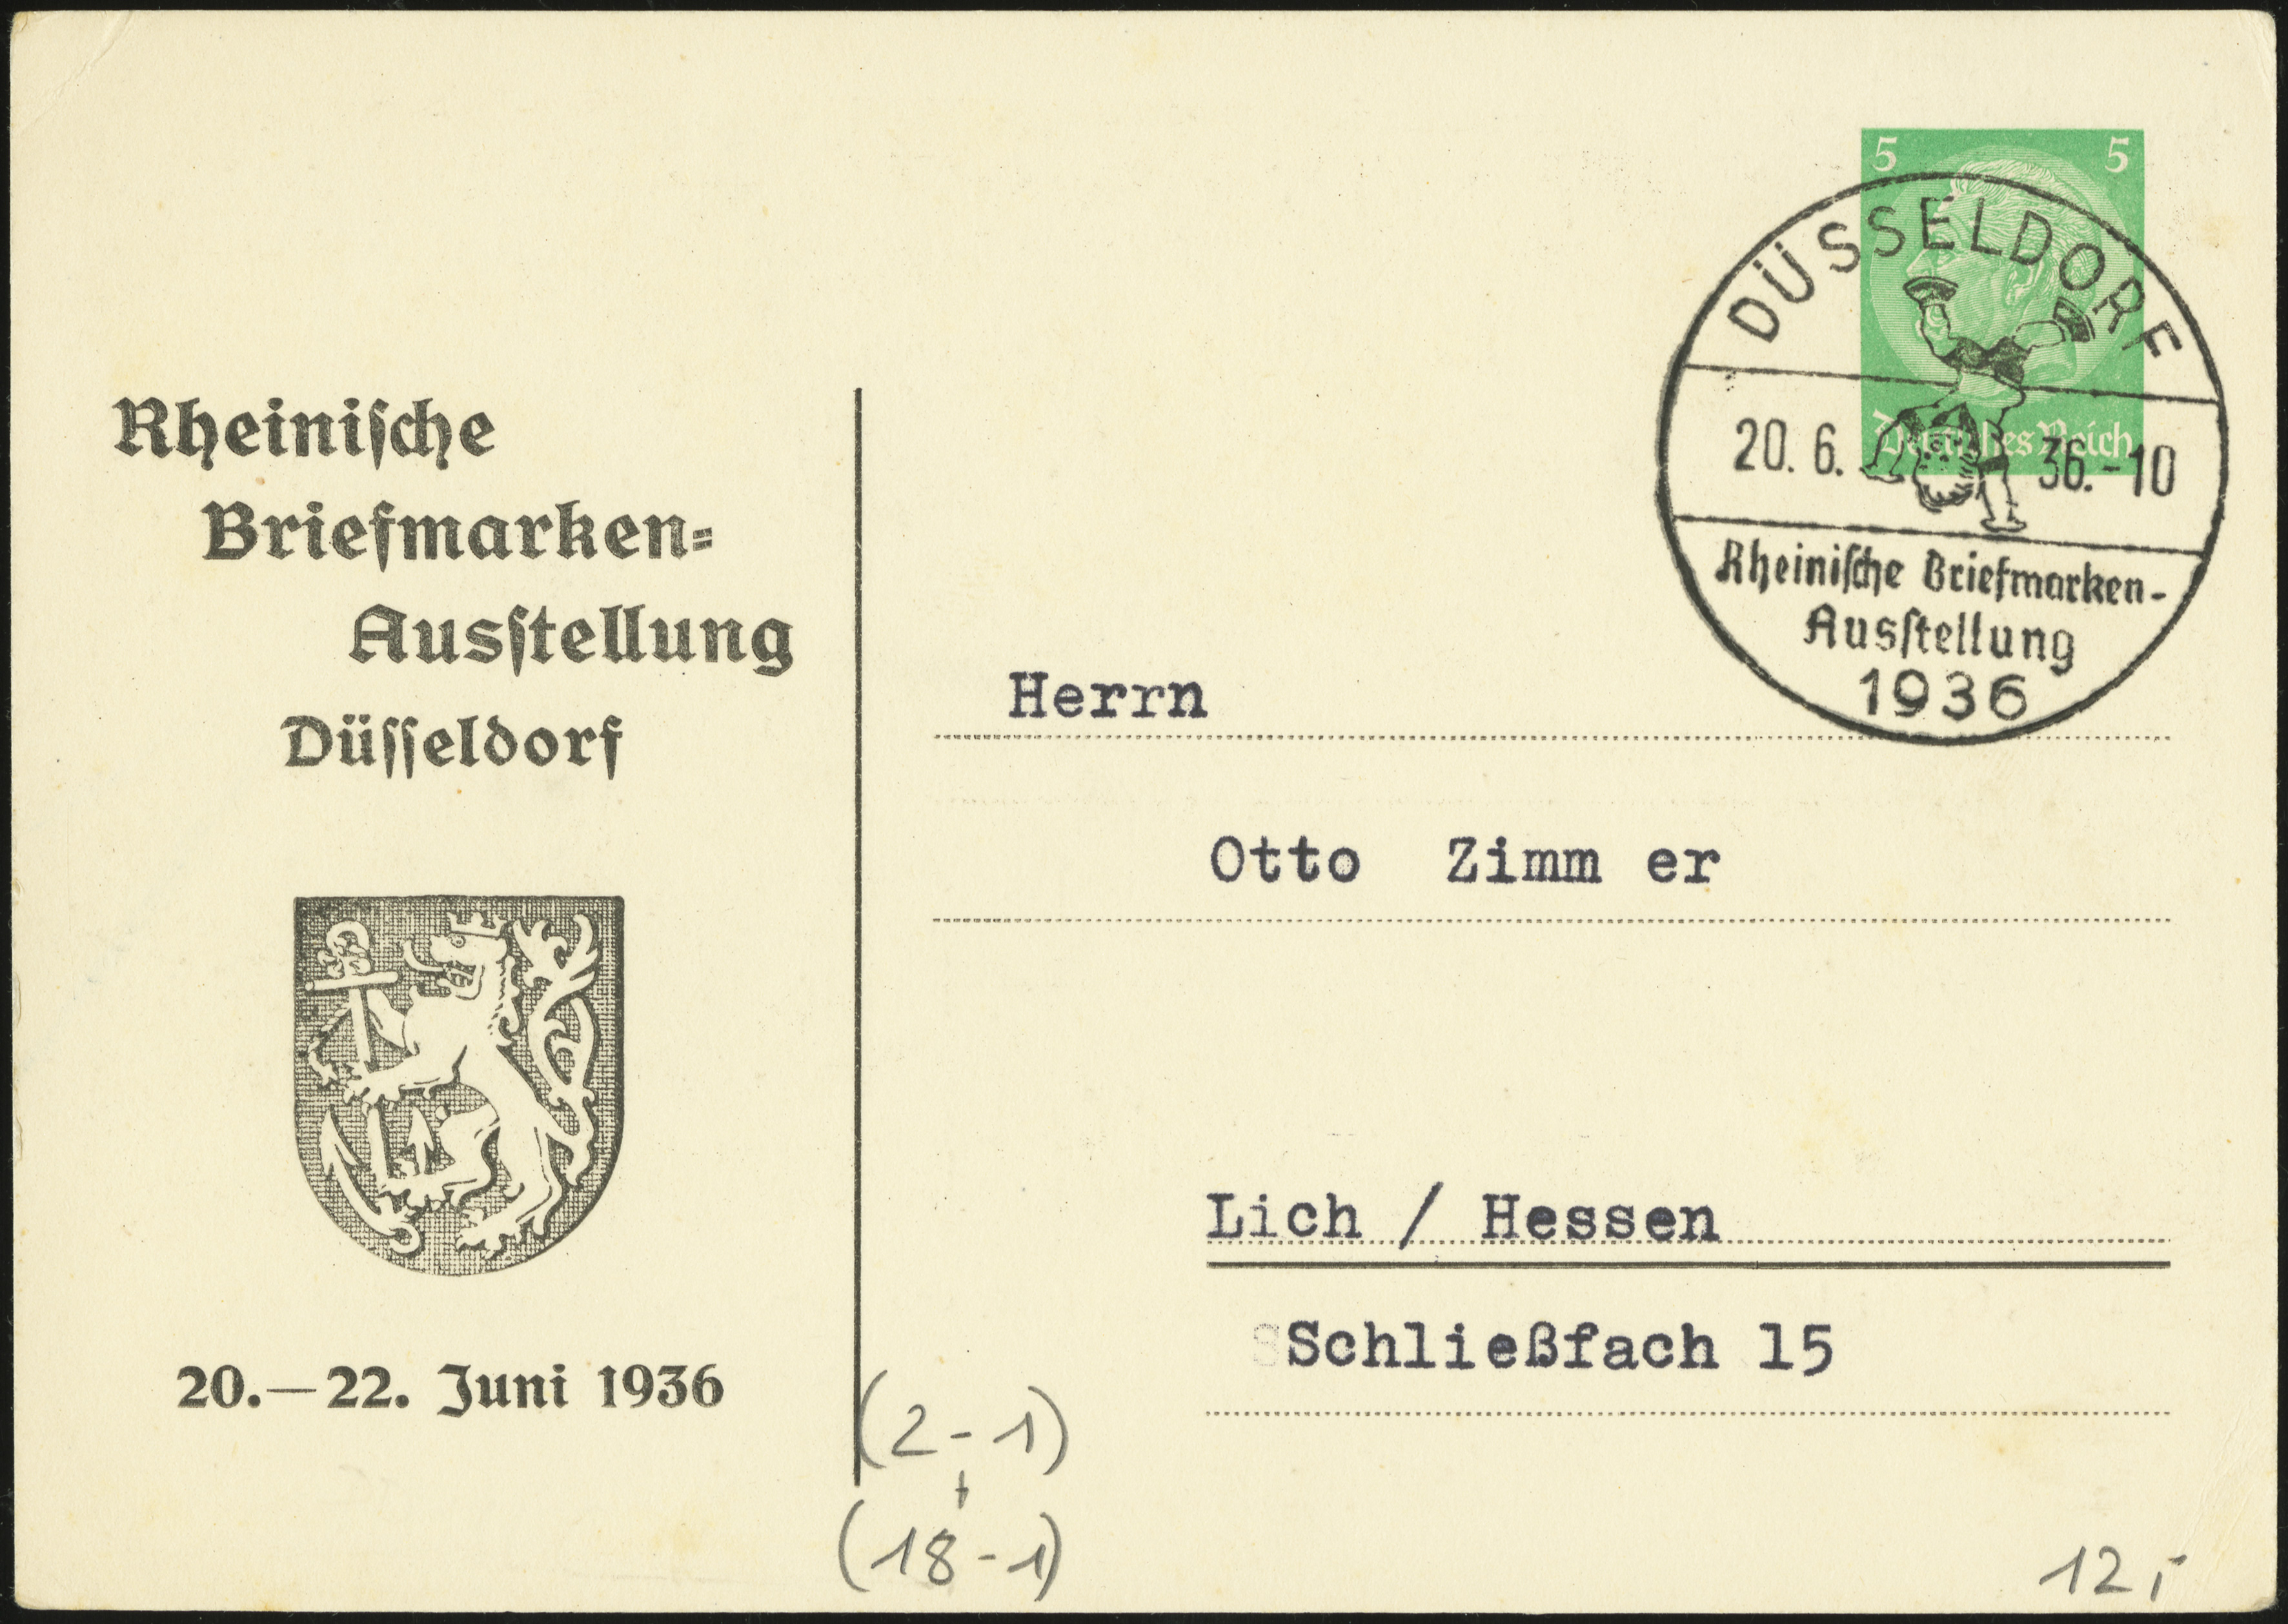 Rheiniſche
Briefmarken=
Ausſtellung
Düſſeldorf
20.—22. Juni 1936
5 5
Deutsches Reich
DÜSSELDORF
20. 6. 36.-10
Rheiniſche Briefmarken-
Ausſtellung
1936
Herrn
Otto Zimm er
Lich / Hessen
Schließfach 15
(2-1)
+
(18-1)
12,-